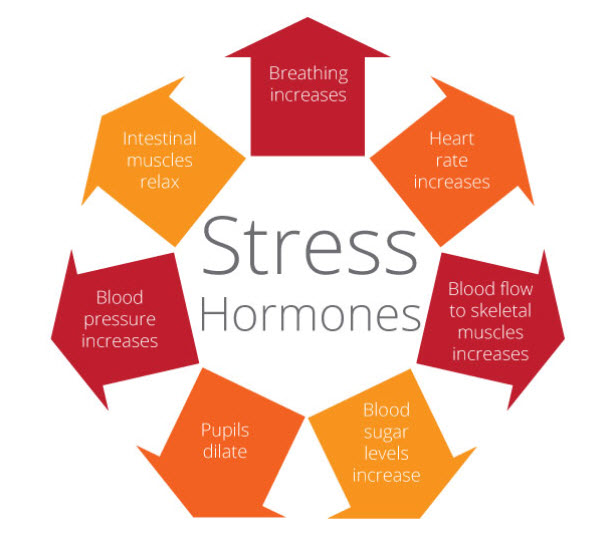 Stress
Hormones
Breathing
increases
Heart
rate
increases
Blood flow
to skeletal
muscles
increases
Blood
sugar
levels
increase
Pupils
dilate
Blood
pressure
increases
Intestinal
muscles
relax